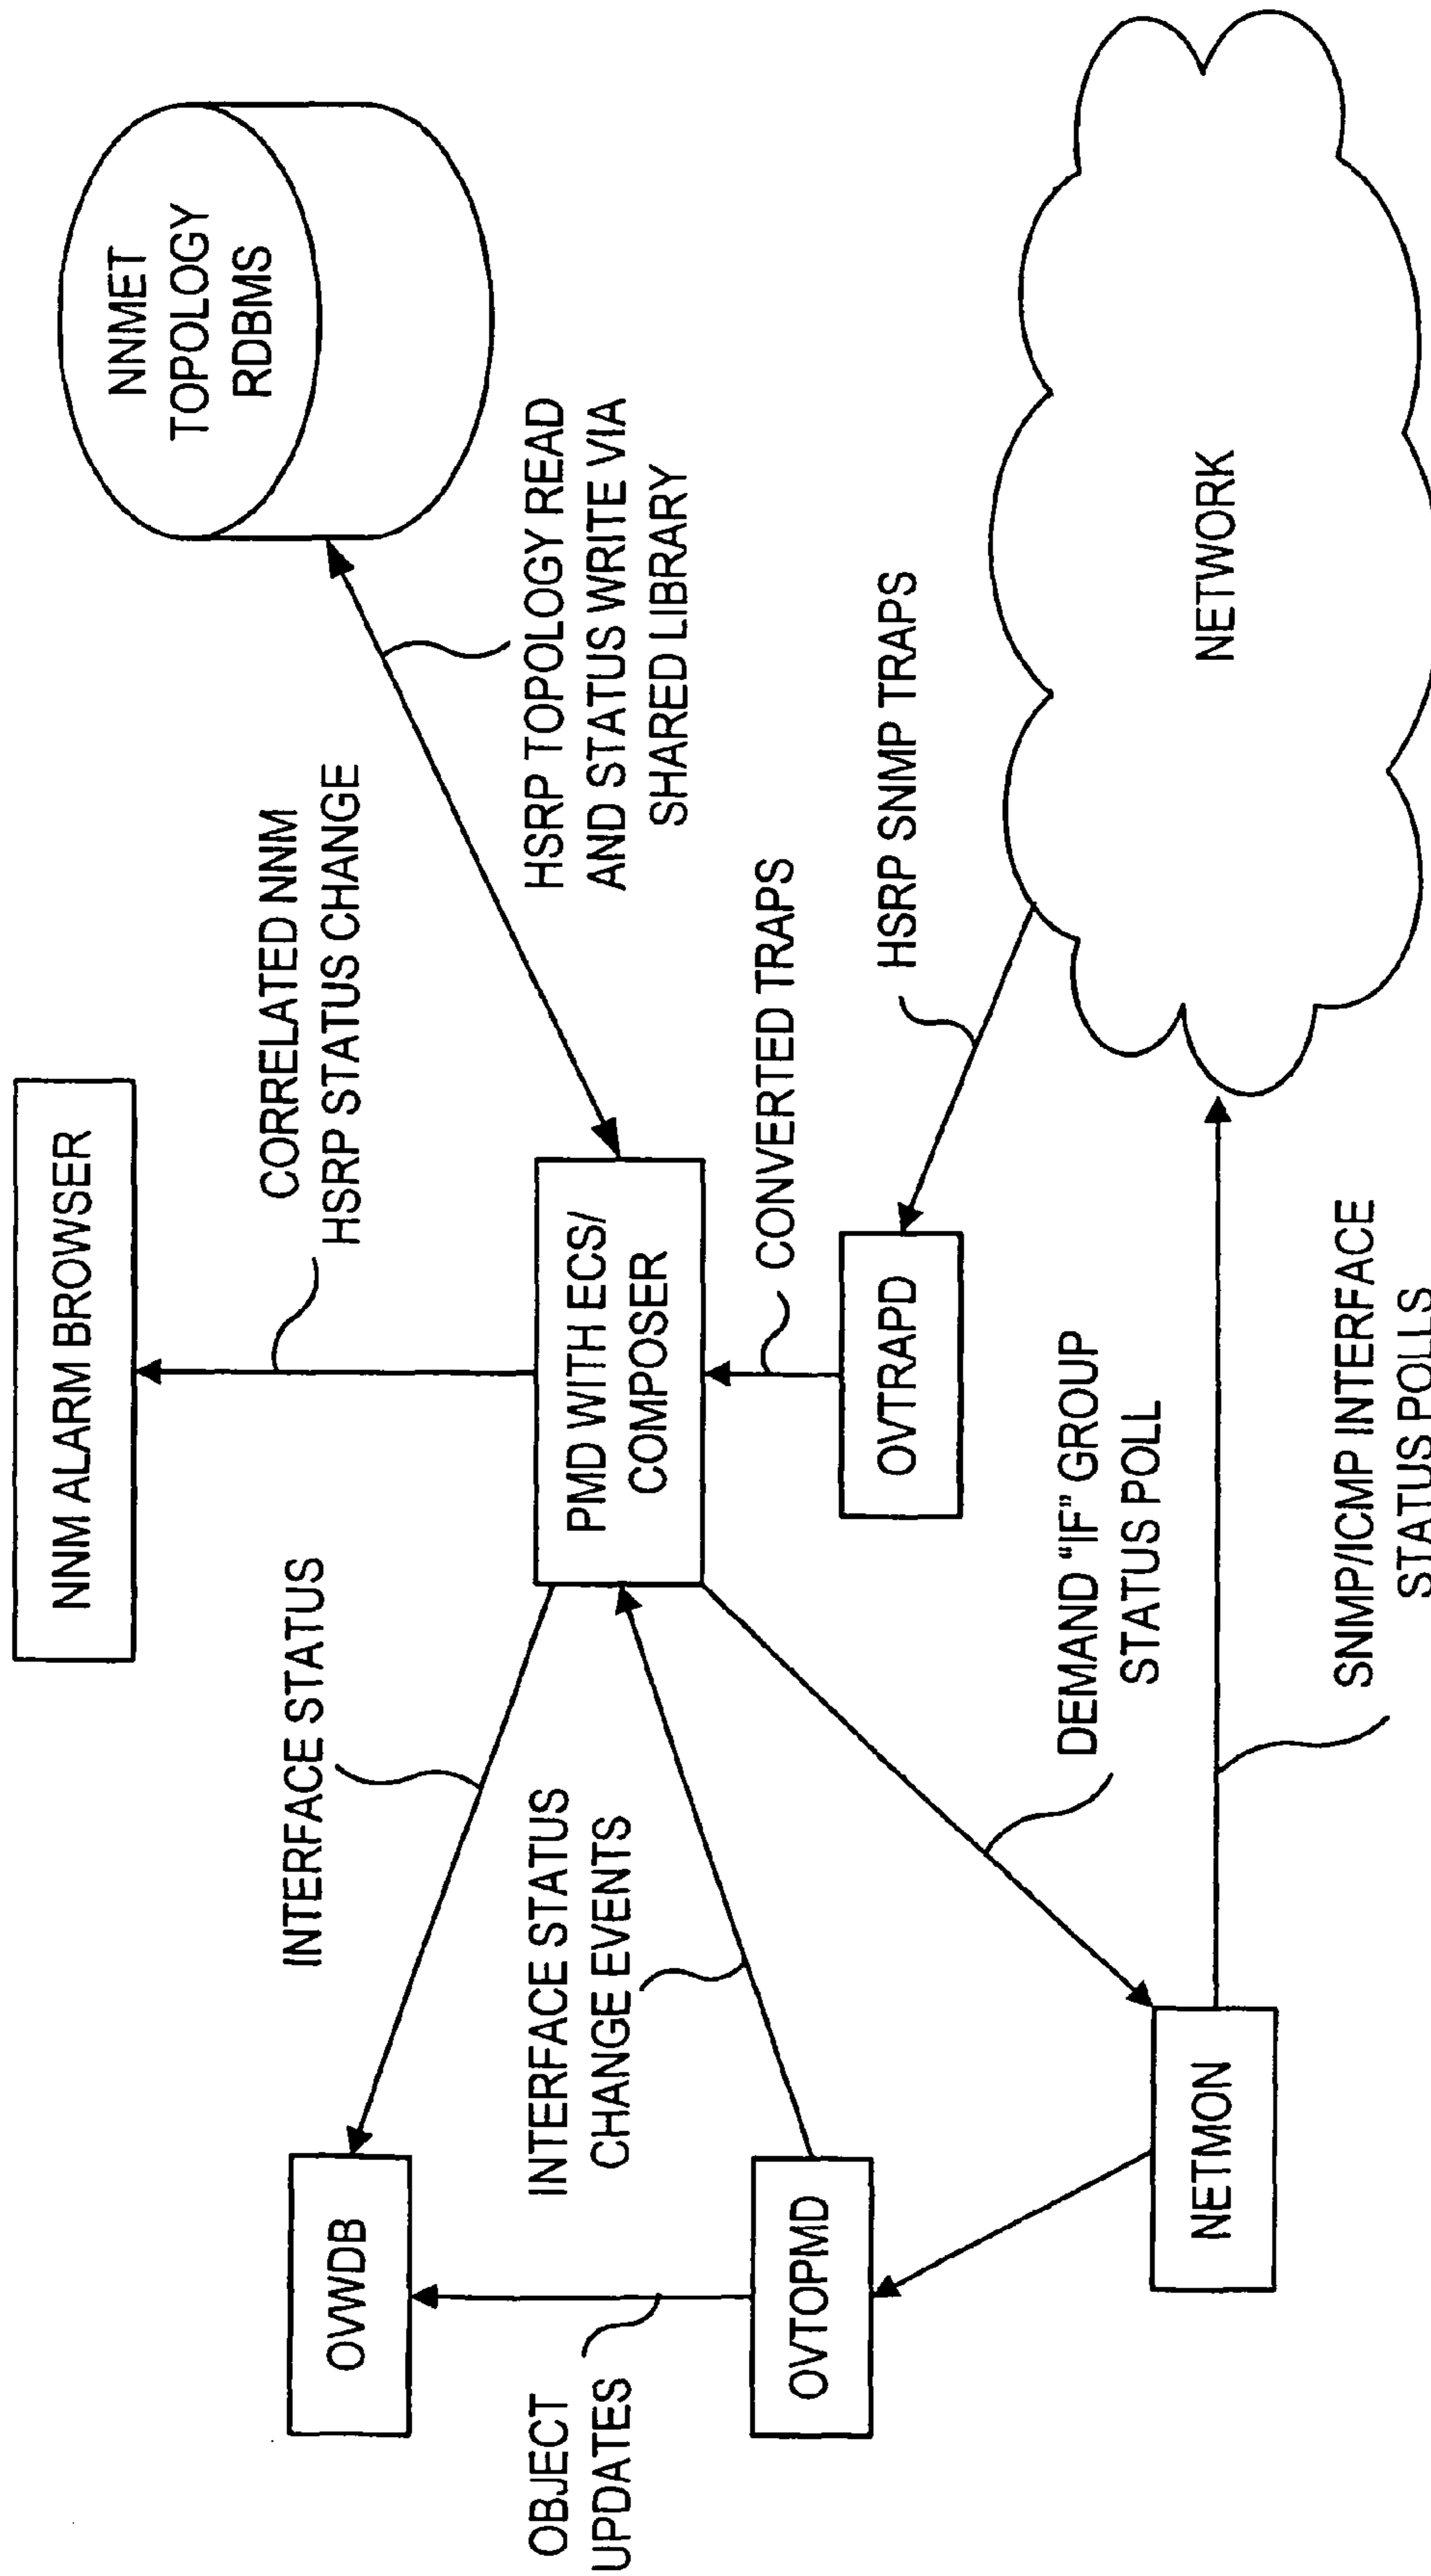 NNM ALARM BROWSER
NNMET
TOPOLOGY
RDBMS
CORRELATED NNM
HSRP STATUS CHANGE
INTERFACE STATUS
OVWDB
HSRP TOPOLOGY READ
AND STATUS WRITE VIA
SHARED LIBRARY
PMD WITH ECS/
COMPOSER
INTERFACE STATUS
CHANGE EVENTS
OBJECT
UPDATES
CONVERTED TRAPS
HSRP SNMP TRAPS
OVTRAPD
OVTOPMD
DEMAND "IF" GROUP
STATUS POLL
NETWORK
NETMON
SNMP/ICMP INTERFACE
STATUS POLLS